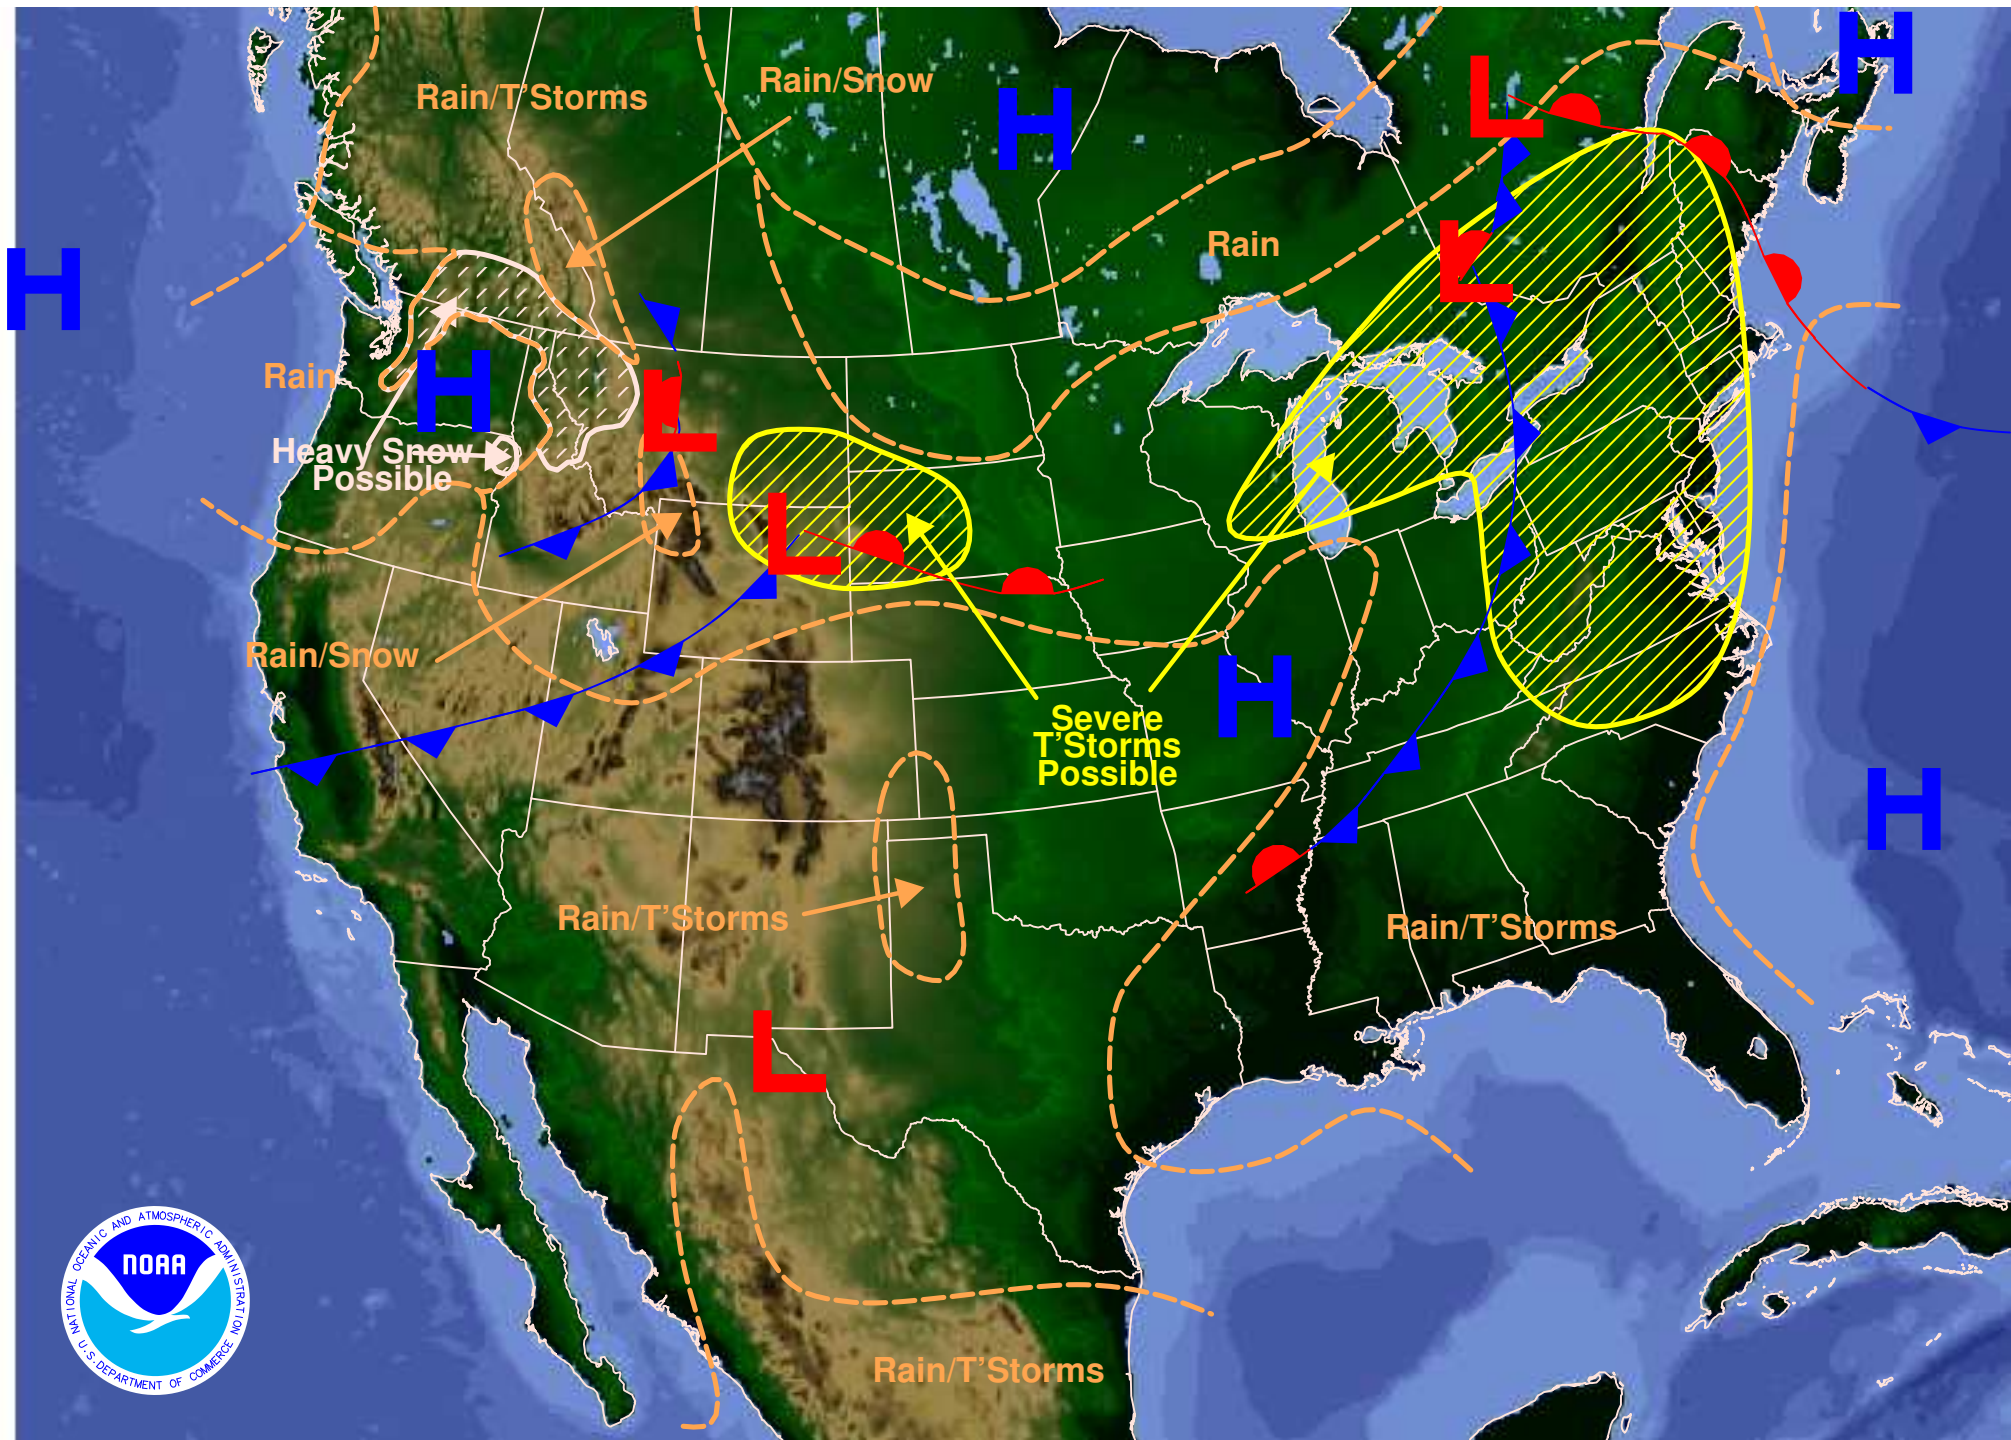 H
L
Rain/Snow
Rain/T'Storms
H
L
Rain
H
Rain
H
L
Heavy Snow
Possible
L
Rain/Snow
H
Severe
T'Storms
Possible
H
Rain/T'Storms
Rain/T'Storms
L
NATIONAL OCEANIC AND ATMOSPHERIC ADMINISTRATION
NOAA
U.S. DEPARTMENT OF COMMERCE
Rain/T'Storms